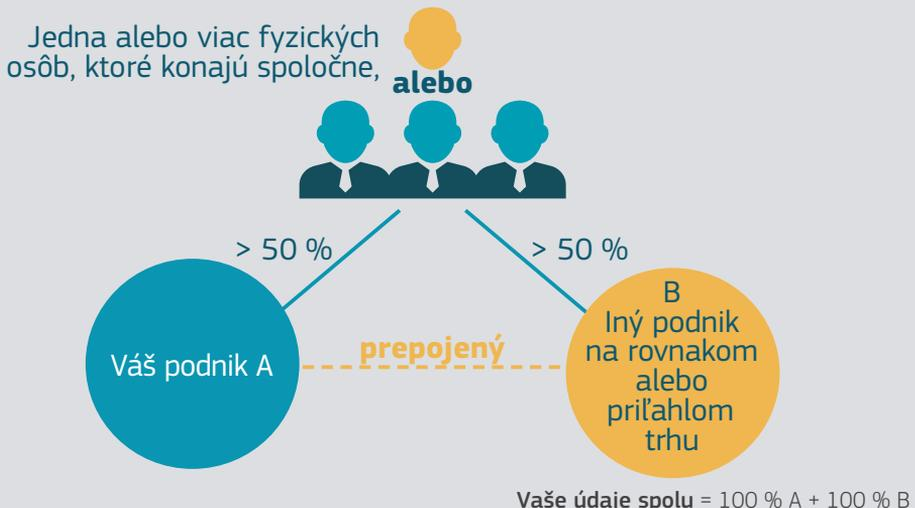 Jedna alebo viac fyzických
osôb, ktoré konajú spoločne,
alebo
> 50 %
> 50 %
Váš podnik A
prepojený
B
Iný podnik
na rovnakom
alebo
priľahlom
trhu
Vaše údaje spolu = 100 % A + 100 % B